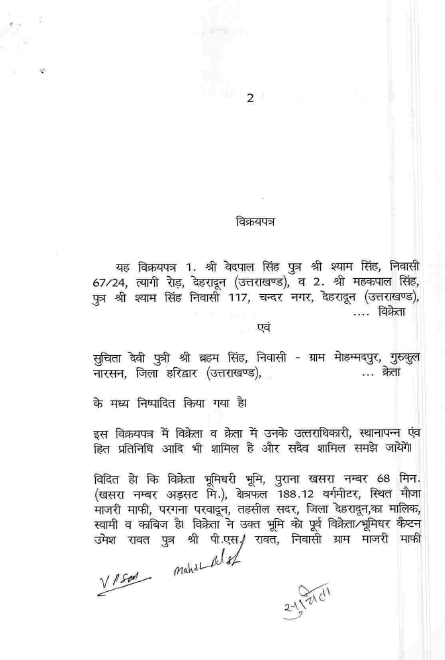 2
विक्रयपत्र
यह विक्रयपत्र 1. श्री वेदपाल सिंह पुत्र श्री श्याम सिंह, निवासी
67/24, त्यागी रोड़, देहरादून (उत्तराखण्ड), व 2. श्री महकपाल सिंह,
पुत्र श्री श्याम सिंह निवासी 117, चन्दर नगर, देहरादून (उत्तराखण्ड),
.... विक्रेता
एवं
सुचिता देवी पुत्री श्री ब्रहम सिंह, निवासी - ग्राम मोहम्मदपुर, गुरुकुल
नारसन, जिला हरिद्वार (उत्तराखण्ड), ... क्रेता
के मध्य निष्पादित किया गया है।
इस विक्रयपत्र में विक्रेता व क्रेता में उनके उत्तराधिकारी, स्थानापन्न एंव
हित प्रतिनिधि आदि भी शामिल है और सदैव शामिल समझे जायेगें।
विदित हो कि विक्रेता भूमिधरी भूमि, पुराना खसरा नम्बर 68 मिन.
(खसरा नम्बर अड़सट मि.), क्षेत्रफल 188.12 वर्गमीटर, स्थित मौजा
माजरी माफी, परगना परवादून, तहसील सदर, जिला देहरादून,का मालिक,
स्वामी व काबिज है। विक्रेता ने उक्त भूमि को पूर्व विक्रेता/भूमिधर कैप्टन
उमेश रावत पुत्र श्री पी.एस. रावत, निवासी ग्राम माजरी माफी
सुचिता